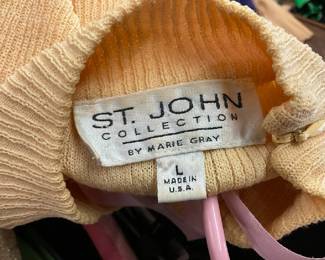 ST. JOHN
COLLECTION
BY MARIE GRAY
L
MADE IN
U.S.A.